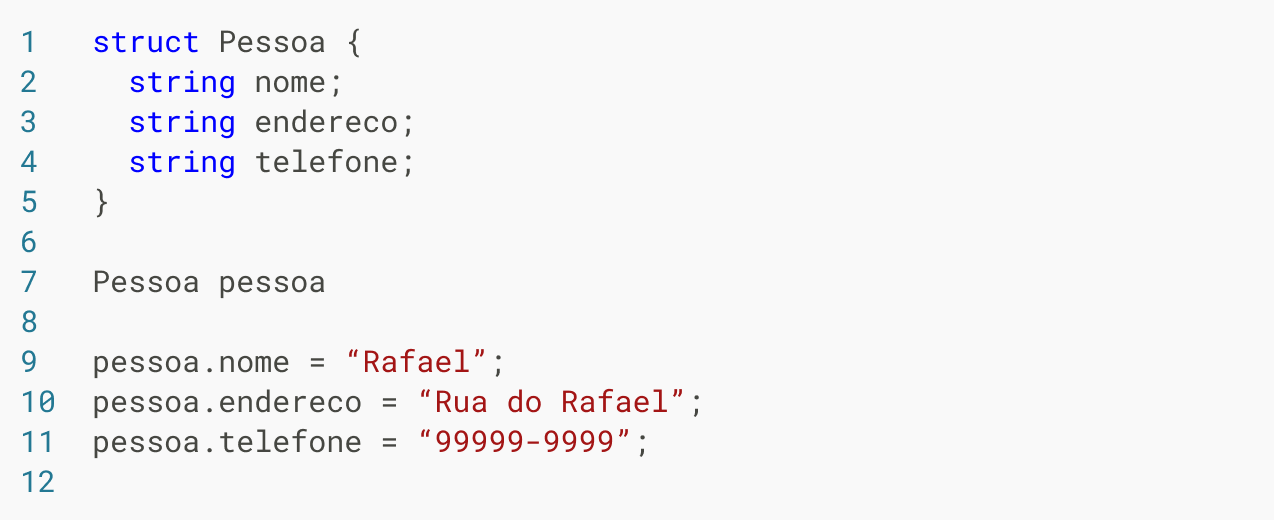 1 struct Pessoa {
2 string nome;
3 string endereco;
4 string telefone;
5 }
6
7 Pessoa pessoa
8
9 pessoa.nome = “Rafael”;
10 pessoa.endereco = “Rua do Rafael”;
11 pessoa.telefone = “99999-9999”;
12